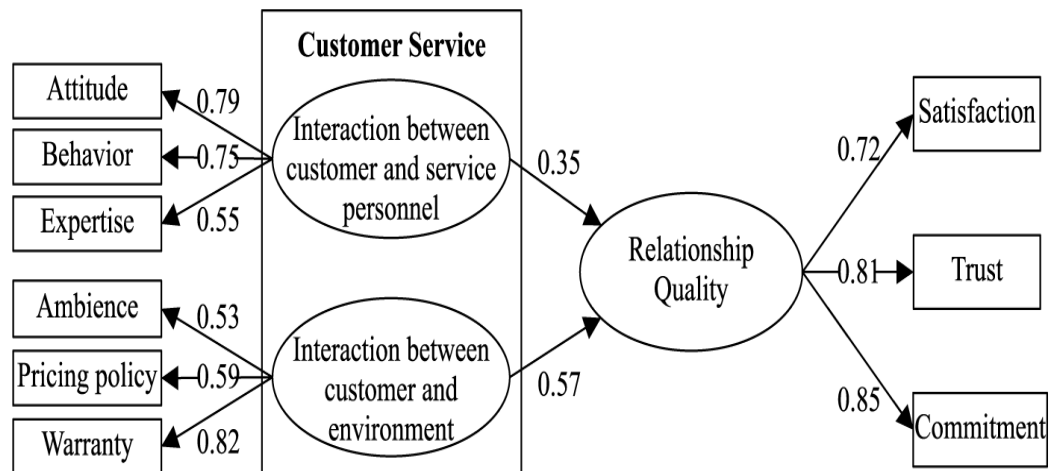 Customer Service
Attitude
Behavior
Expertise
0.79
0.75
0.55
Interaction between
customer and service
personnel
0.35
Ambience
Pricing policy
Warranty
0.53
0.59
0.82
Interaction between
customer and
environment
0.57
Relationship
Quality
0.72
0.81
0.85
Satisfaction
Trust
Commitment